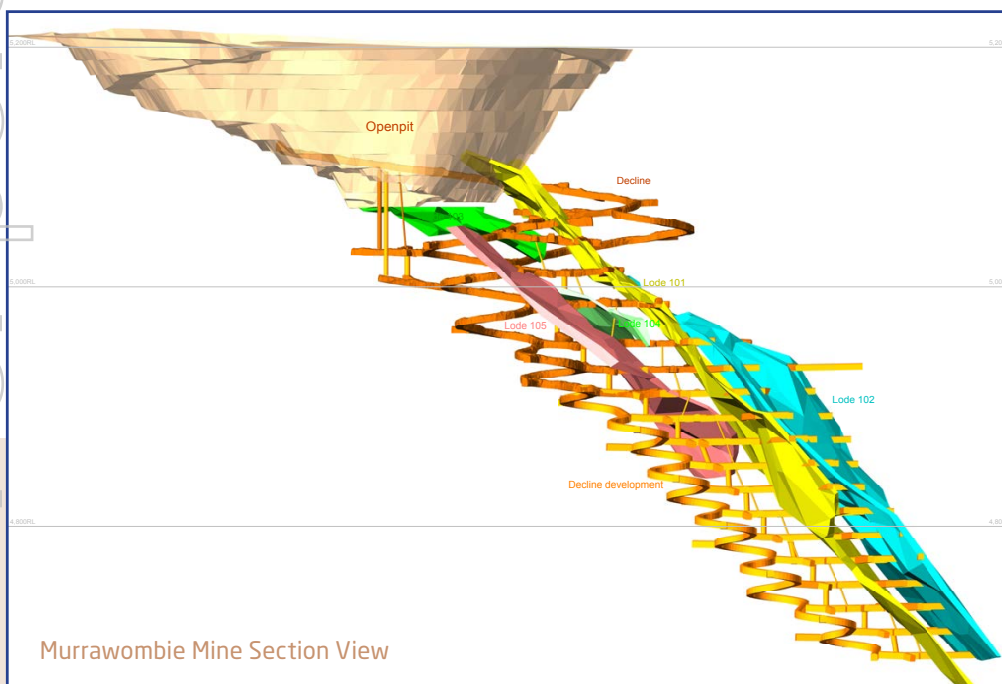 5,200RL
5,20
Openpit
Decline
Lode 101
5,000RL
5,00
Lode 105
Lode 104
Lode 102
Decline development
4,800RL
4,80
Murrawombie Mine Section View